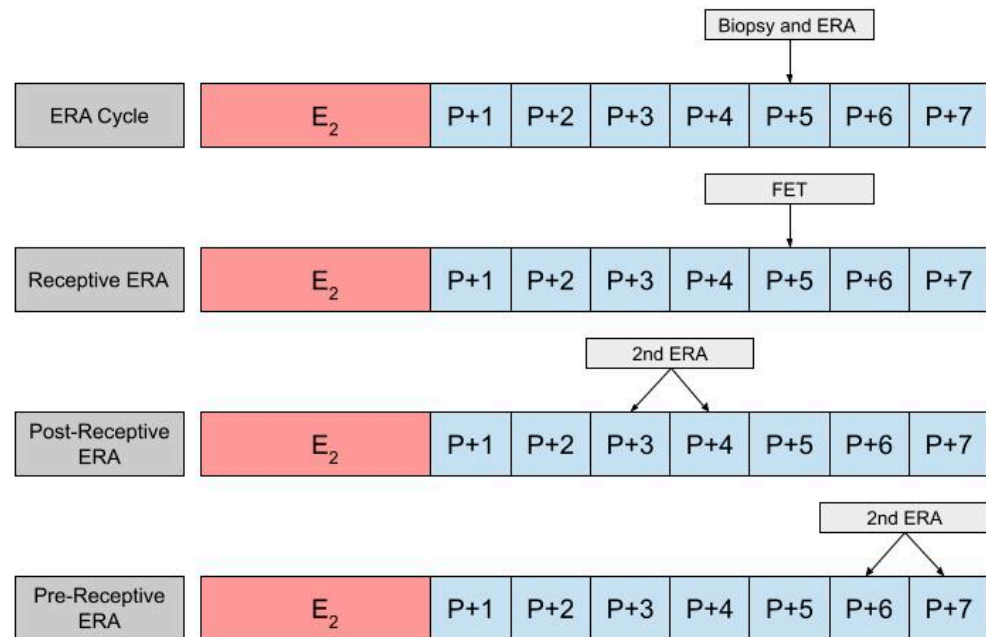 Biopsy and ERA
ERA Cycle
E₂ P+1 P+2 P+3 P+4 P+5 P+6 P+7
FET
Receptive ERA
E₂ P+1 P+2 P+3 P+4 P+5 P+6 P+7
2nd ERA
Post-Receptive
ERA
E₂ P+1 P+2 P+3 P+4 P+5 P+6 P+7
2nd ERA
Pre-Receptive
ERA
E₂ P+1 P+2 P+3 P+4 P+5 P+6 P+7